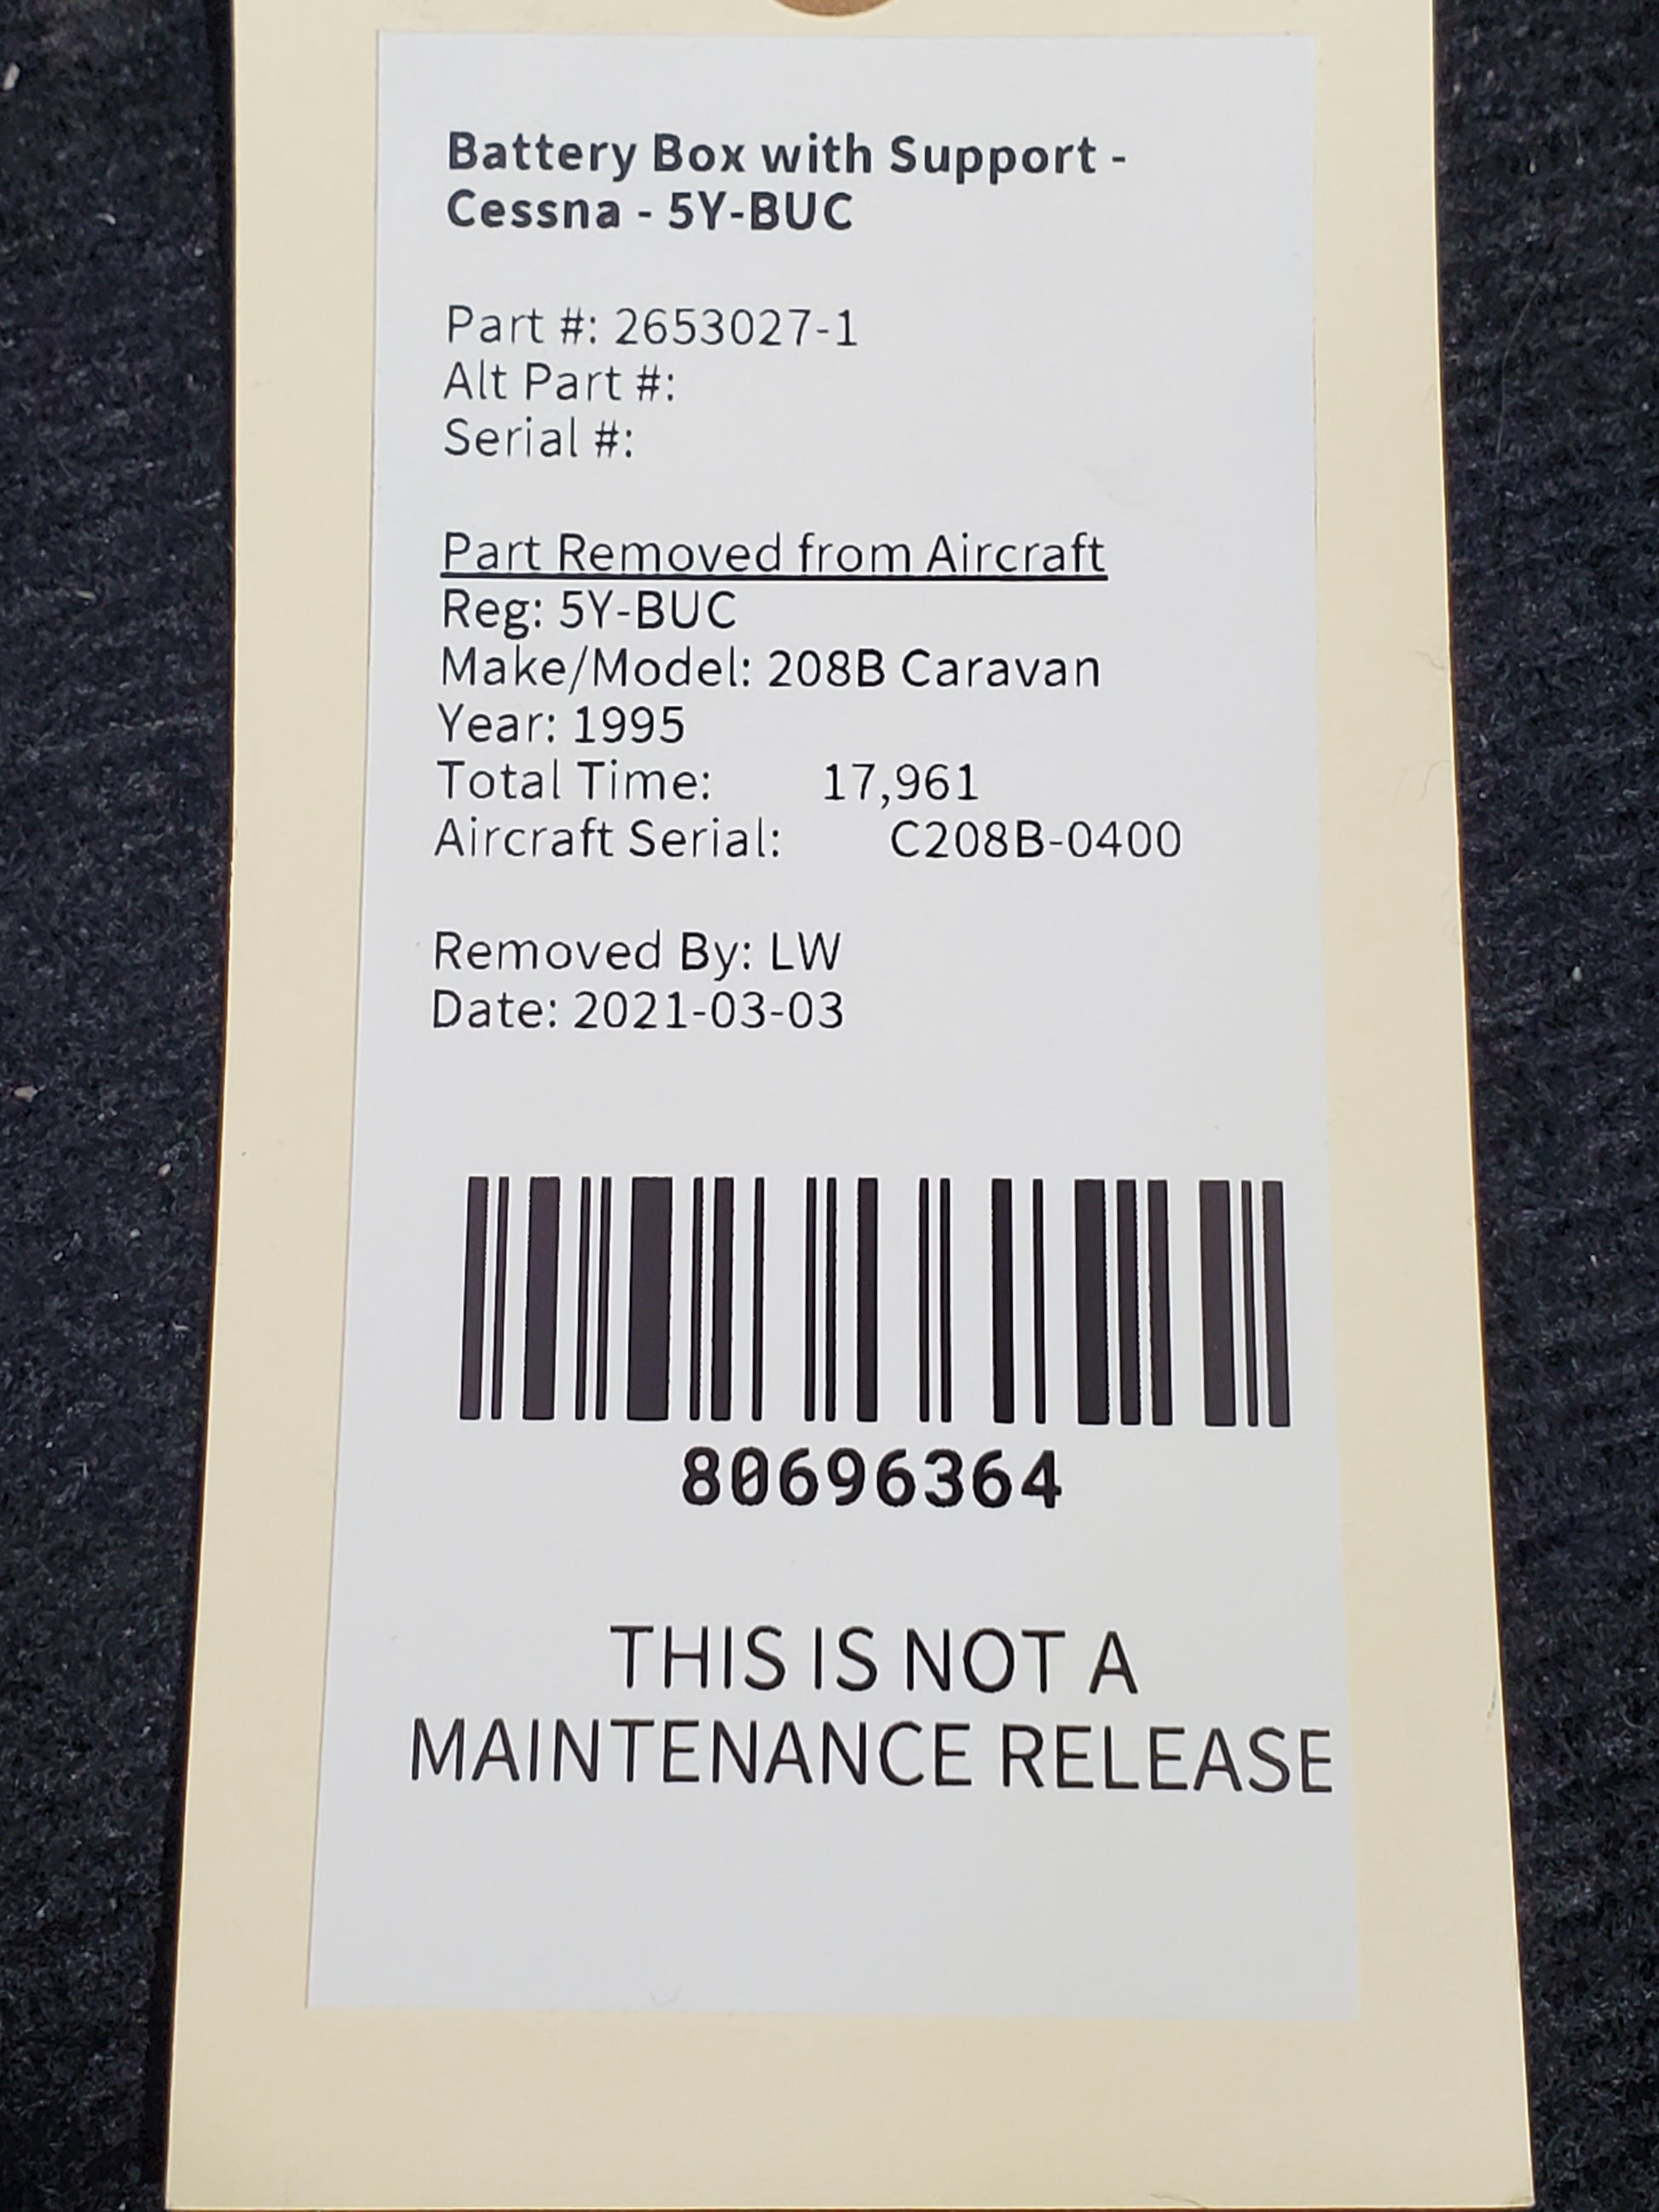 Battery Box with Support -
Cessna - 5Y-BUC
Part #: 2653027-1
Alt Part #:
Serial #:
Part Removed from Aircraft
Reg: 5Y-BUC
Make/Model: 208B Caravan
Year: 1995
Total Time: 17,961
Aircraft Serial: C208B-0400
Removed By: LW
Date: 2021-03-03
80696364
THIS IS NOT A
MAINTENANCE RELEASE